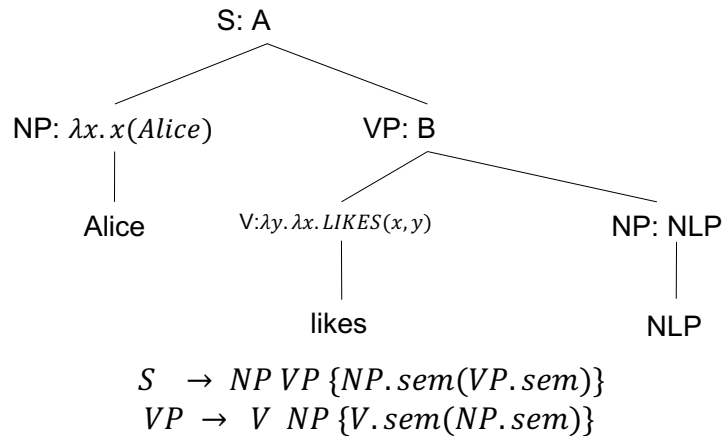 S: A
NP: λx. x(Alice)
VP: B
Alice
V:λy. λx. LIKES(x, y)
NP: NLP
likes
NLP
S → NP VP {NP. sem(VP. sem)}
VP → V NP {V. sem(NP. sem)}